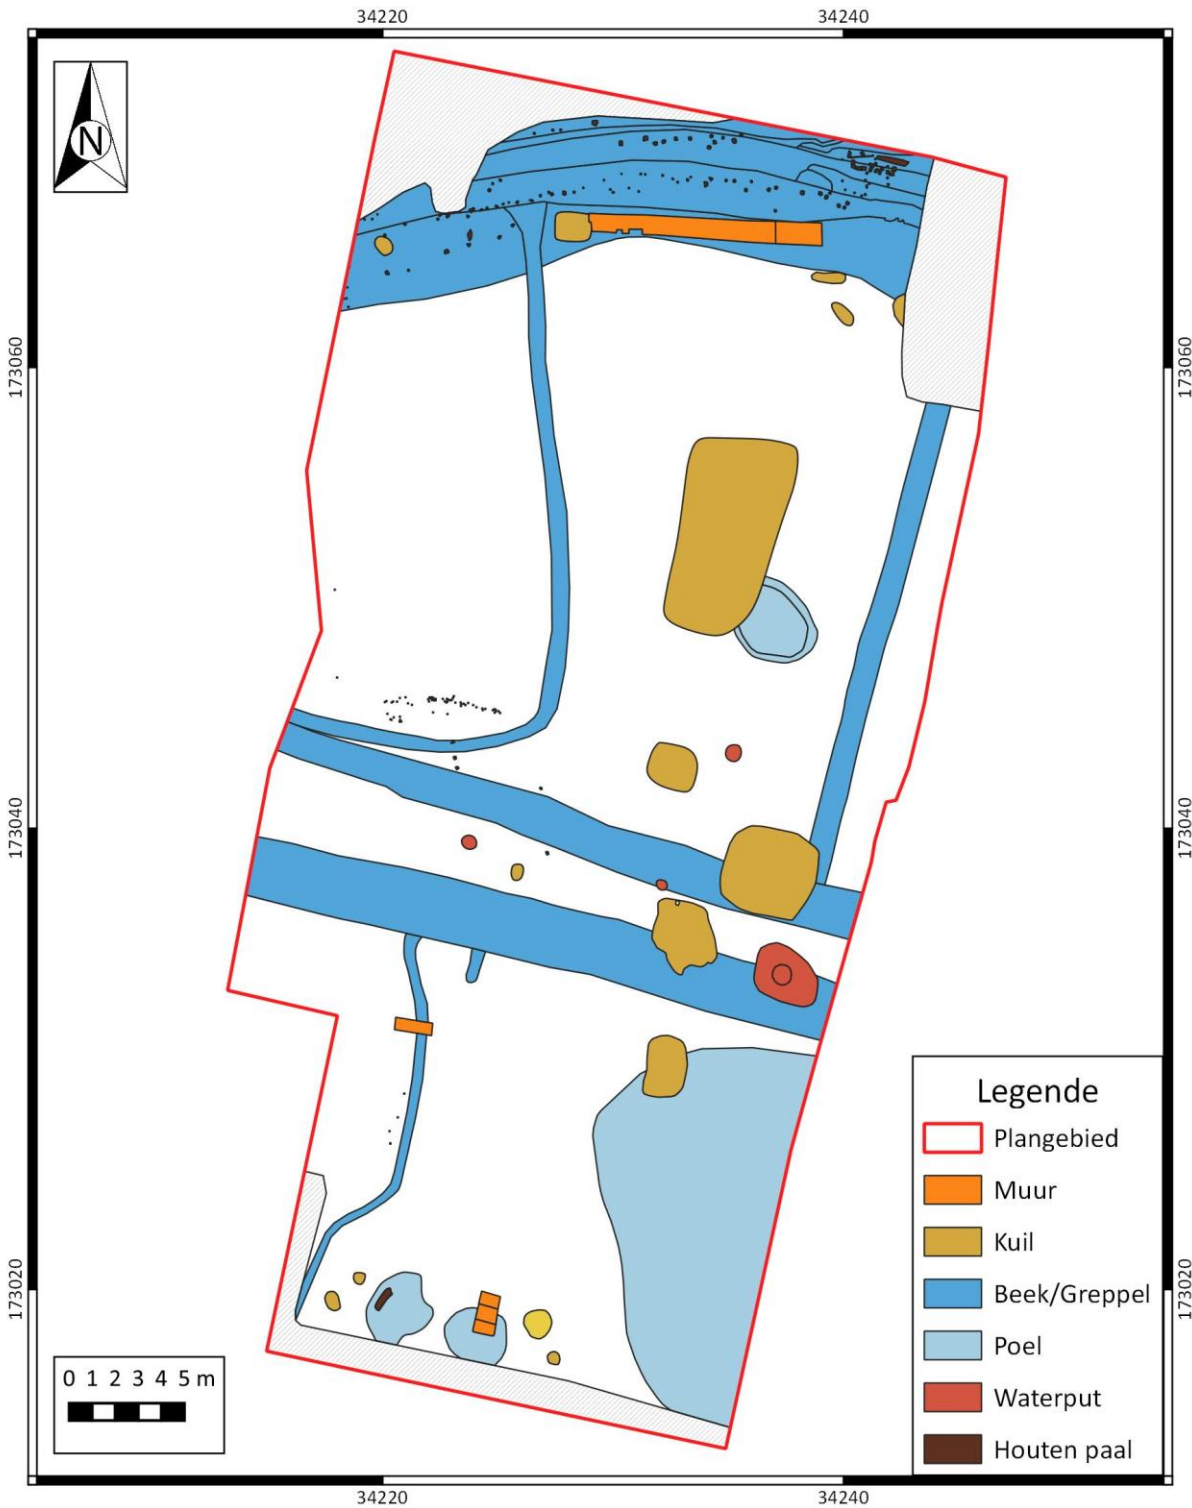 34220 34240
N
173060 173060
173040 173040
173020 173020
Legende
Plangebied
Muur
Kuil
Beek/Greppel
Poel
Waterput
Houten paal
0 1 2 3 4 5 m
34220 34240